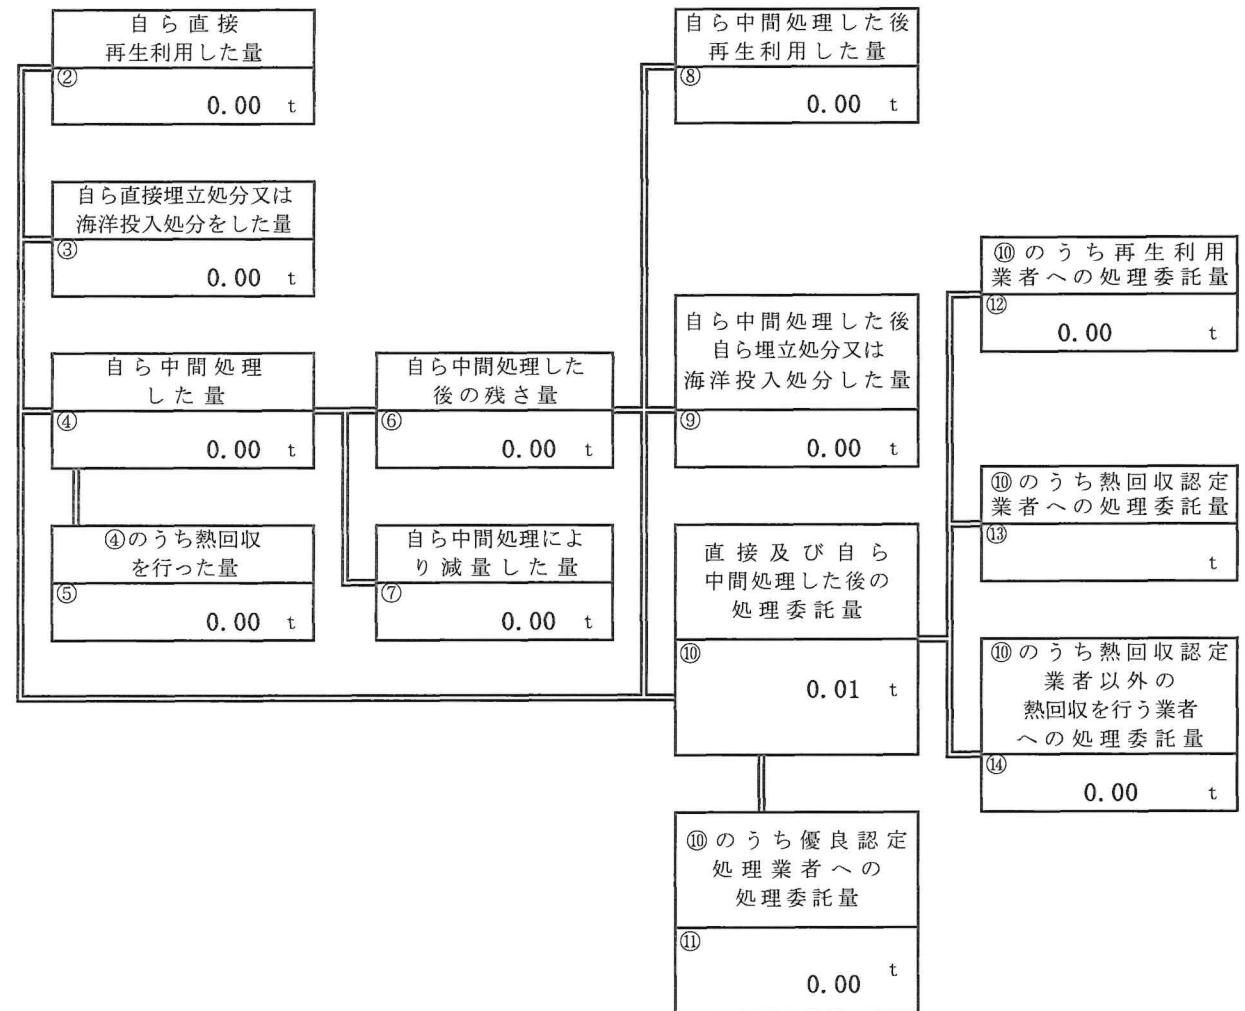 自ら直接
再生利用した量
②
0.00 t
自ら直接埋立処分又は
海洋投入処分をした量
③
0.00 t
自ら中間処理
した量
④
0.00 t
④のうち熱回収
を行った量
⑤
0.00 t
自ら中間処理した
後の残さ量
⑥
0.00 t
自ら中間処理によ
り減量した量
⑦
0.00 t
自ら中間処理した後
再生利用した量
⑧
0.00 t
自ら中間処理した後
自ら埋立処分又は
海洋投入処分した量
⑨
0.00 t
直接及び自ら
中間処理した後の
処理委託量
⑩
0.01 t
⑩のうち優良認定
処理業者への
処理委託量
⑪
0.00 t
⑩のうち再生利用
業者への処理委託量
⑫
0.00 t
⑩のうち熱回収認定
業者への処理委託量
⑬
t
⑩のうち熱回収認定
業者以外の
熱回収を行う業者
への処理委託量
⑭
0.00 t